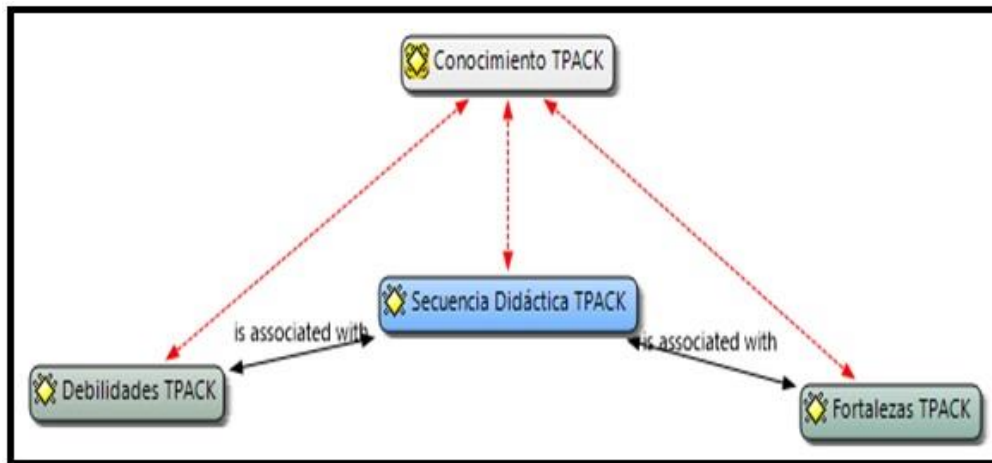 Conocimiento TPACK
Secuencia Didáctica TPACK
is associated with
is associated with
Debilidades TPACK
Fortalezas TPACK